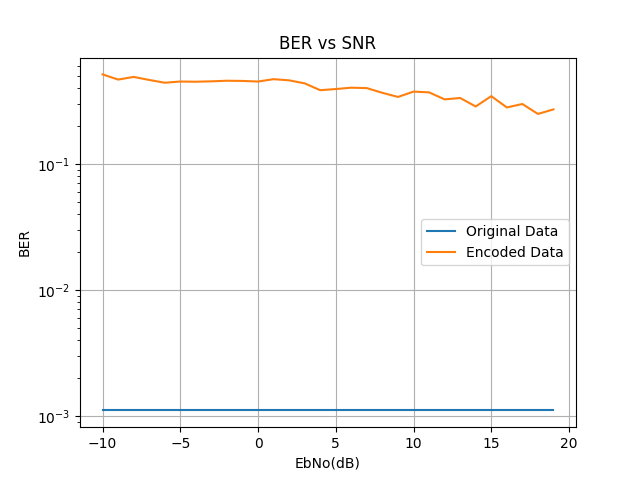 BER vs SNR
10⁻¹
10⁻²
10⁻³
BER
Original Data
Encoded Data
−10 −5 0 5 10 15 20
EbNo(dB)